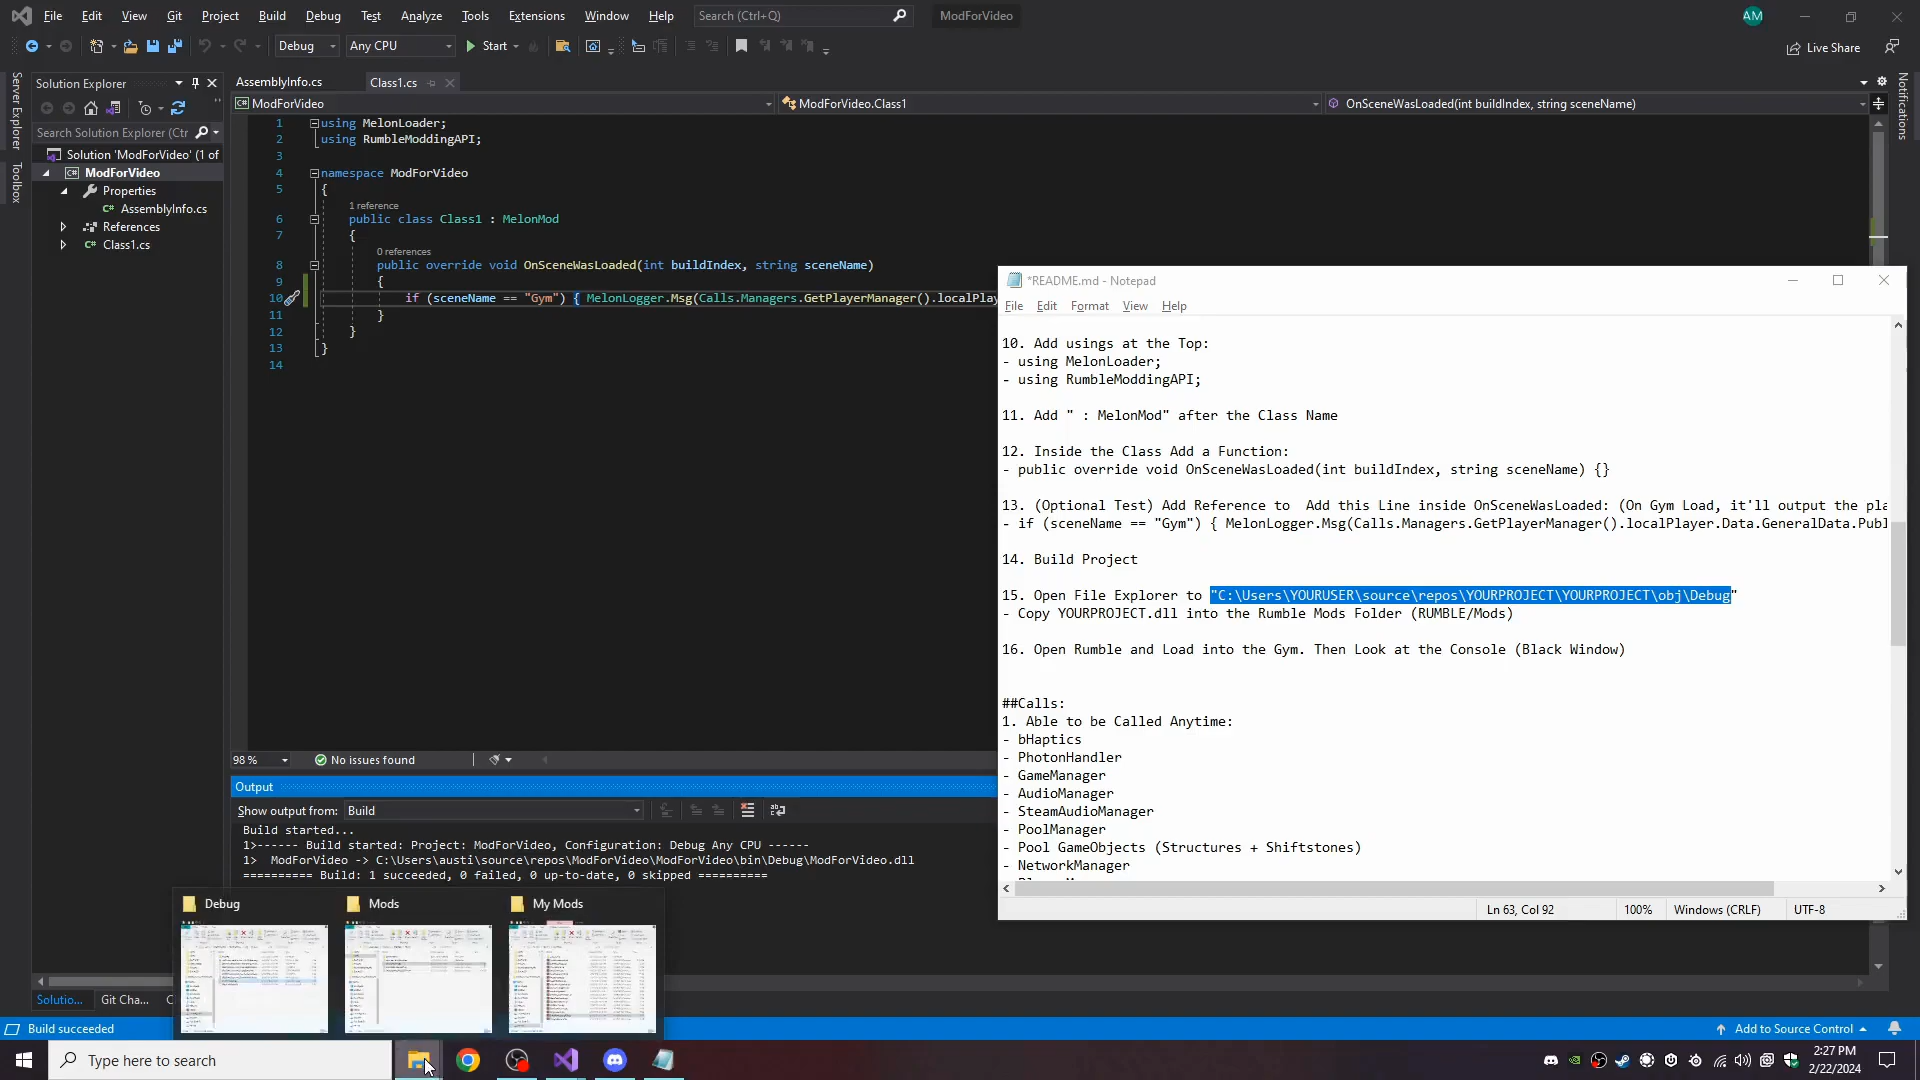 File Edit View Git Project Build Debug Test Analyze Tools Extensions Window Help Search (Ctrl+Q) ModForVideo AM
Debug Any CPU Start Live Share
Server Explorer
Toolbox
Notifications
Solution Explorer
Search Solution Explorer (Ctr
Solution 'ModForVideo' (1 of
ModForVideo
Properties
AssemblyInfo.cs
References
Class1.cs
AssemblyInfo.cs Class1.cs
ModForVideo ModForVideo.Class1 OnSceneWasLoaded(int buildIndex, string sceneName)
1 using MelonLoader;
2 using RumbleModdingAPI;
3
4 namespace ModForVideo
5 {
1 reference
6 public class Class1 : MelonMod
7 {
0 references
8 public override void OnSceneWasLoaded(int buildIndex, string sceneName)
9 {
10 if (sceneName == "Gym") { MelonLogger.Msg(Calls.Managers.GetPlayerManager().localPlay
11 }
12 }
13 }
14
98 % No issues found
Output
Show output from: Build
Build started...
1>------ Build started: Project: ModForVideo, Configuration: Debug Any CPU ------
1> ModForVideo -> C:\Users\austi\source\repos\ModForVideo\ModForVideo\bin\Debug\ModForVideo.dll
========== Build: 1 succeeded, 0 failed, 0 up-to-date, 0 skipped ==========
*README.md - Notepad
File Edit Format View Help
10. Add usings at the Top:
- using MelonLoader;
- using RumbleModdingAPI;
11. Add " : MelonMod" after the Class Name
12. Inside the Class Add a Function:
- public override void OnSceneWasLoaded(int buildIndex, string sceneName) {}
13. (Optional Test) Add Reference to  Add this Line inside OnSceneWasLoaded: (On Gym Load, it'll output the pla
- if (sceneName == "Gym") { MelonLogger.Msg(Calls.Managers.GetPlayerManager().localPlayer.Data.GeneralData.Publ
14. Build Project
15. Open File Explorer to "C:\Users\YOURUSER\source\repos\YOURPROJECT\YOURPROJECT\obj\Debug"
- Copy YOURPROJECT.dll into the Rumble Mods Folder (RUMBLE/Mods)
16. Open Rumble and Load into the Gym. Then Look at the Console (Black Window)
##Calls:
1. Able to be Called Anytime:
- bHaptics
- PhotonHandler
- GameManager
- AudioManager
- SteamAudioManager
- PoolManager
- Pool GameObjects (Structures + Shiftstones)
- NetworkManager
Ln 63, Col 92 100% Windows (CRLF) UTF-8
Debug Mods My Mods
Solutio... Git Cha... C
Build succeeded Add to Source Control
Type here to search
2:27 PM
2/22/2024